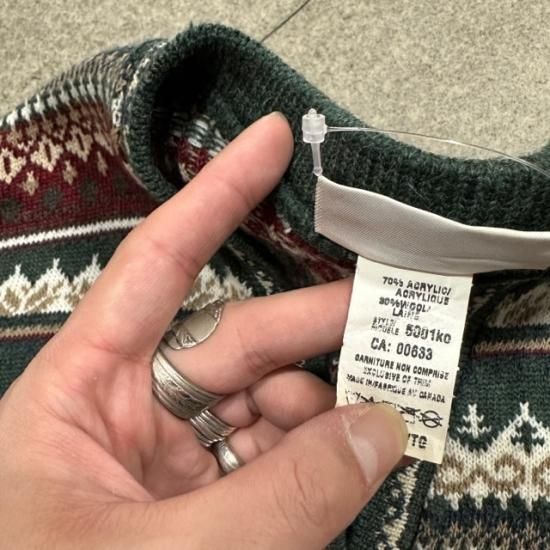 70% ACRYLIC/
ACRYLIQUE
30% WOOL/
LAINE
STYLE/
MODELE 5001ko
CA: 00633
GARNITURE NON COMPRISE
EXCLUSIVE OF TRIM
MADE IN/FABRIQUE AU CANADA